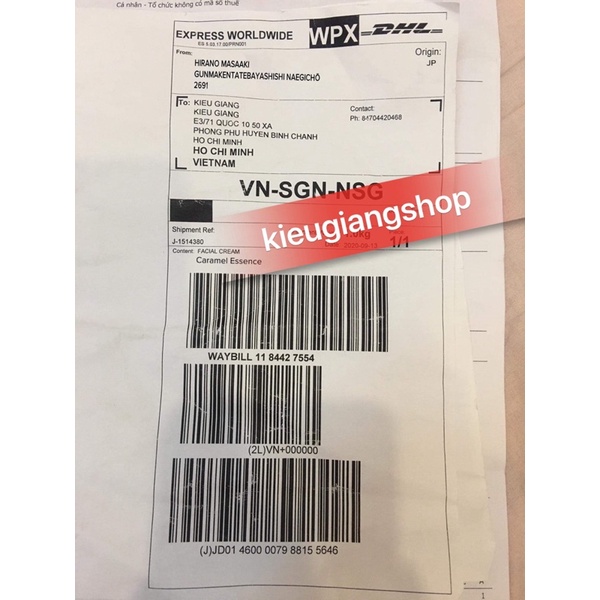 Cá nhân - Tổ chức không có mã số thuế
EXPRESS WORLDWIDE
WPX
DHL
From:
HIRANO MASAAKI
GUNMAKENTATEBAYASHISHI NAEGICHŌ
2691
Origin:
JP
To: KIEU GIANG
KIEU GIANG
E3/71 QUOC 10 50 XA
PHONG PHU HUYEN BINH CHANH
HO CHI MINH
HO CHI MINH
VIETNAM
Contact:
Ph: 84704420468
VN-SGN-NSG
kieugiangshop
Shipment Ref:
J-1514380
Date:
1/1
Content: FACIAL CREAM
Caramel Essence
WAYBILL 11 8442 7554
(2L)VN+000000
(J)JD01 4600 0079 8815 5646
1